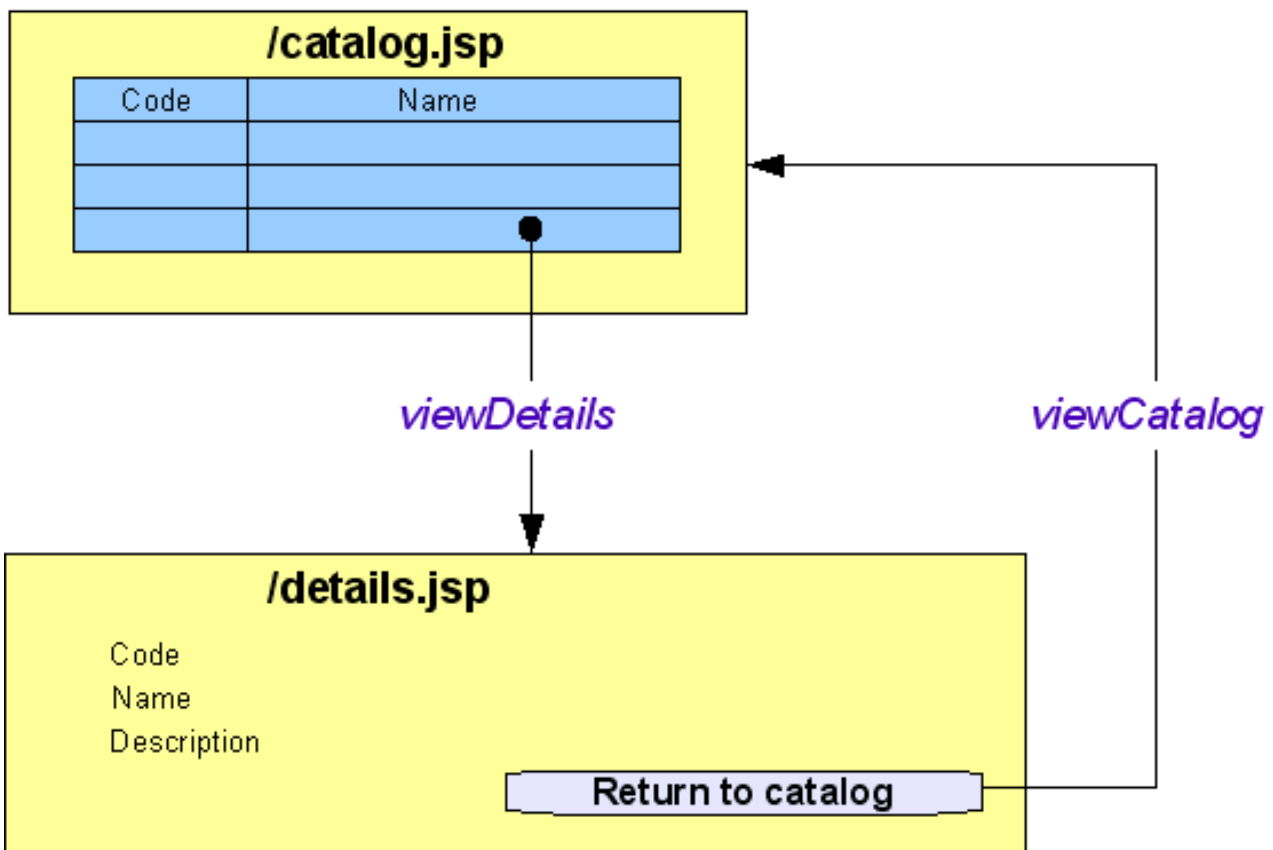 /catalog.jsp
Code Name
viewDetails
viewCatalog
/details.jsp
Code
Name
Description
Return to catalog